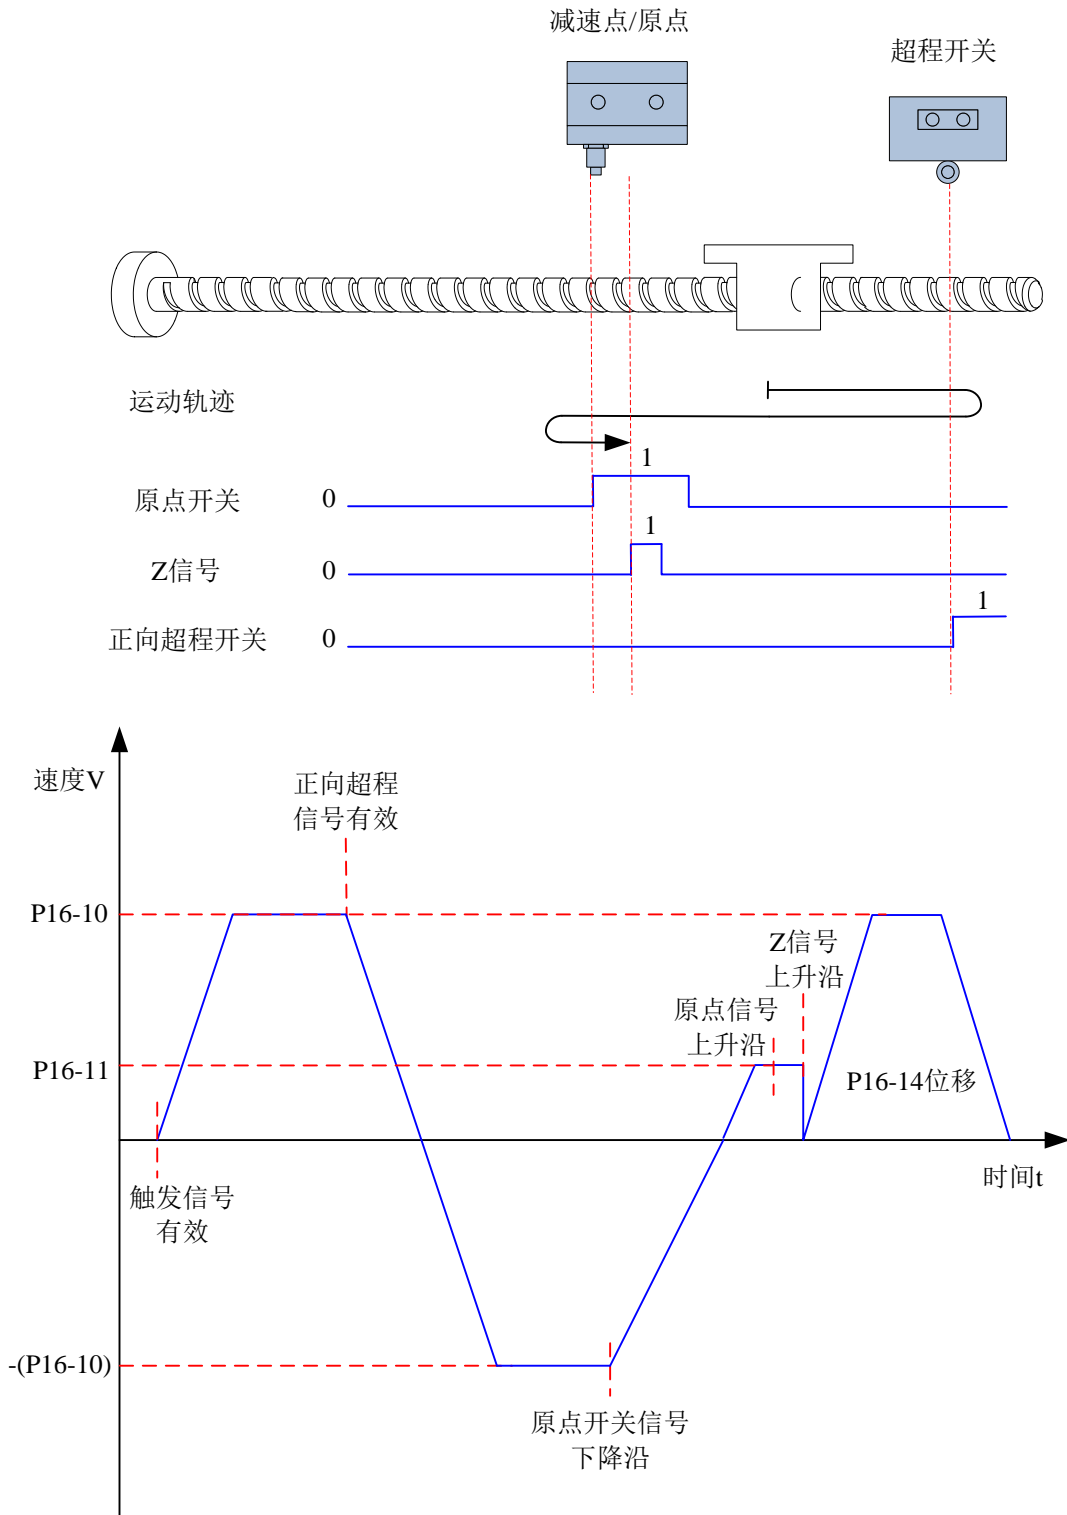 减速点/原点
超程开关
运动轨迹
1
原点开关
0
1
Z信号
0
1
正向超程开关
0
速度V
正向超程
信号有效
P16-10
Z信号
上升沿
原点信号
上升沿
P16-11
P16-14位移
触发信号
有效
时间t
-(P16-10)
原点开关信号
下降沿